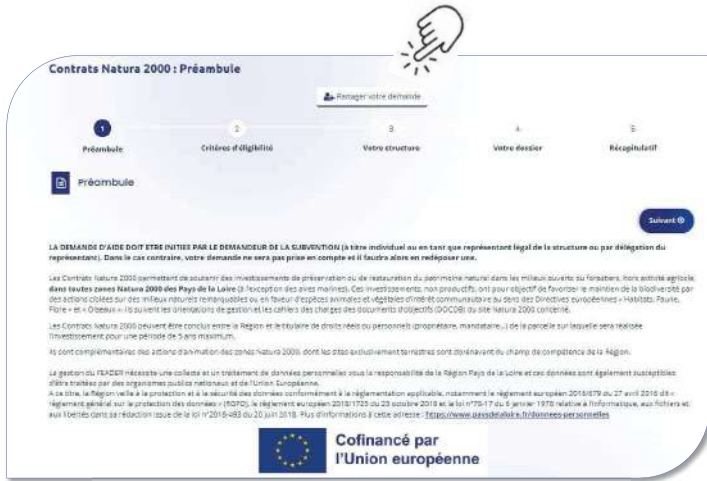 Contrats Natura 2000 : Préambule
Partager votre demande
1
2
3
4
5
Préambule
Critères d'éligibilité
Votre structure
Votre dossier
Récapitulatif
Préambule
Suivant
LA DEMANDE D'AIDE DOIT ETRE INITIEE PAR LE DEMANDEUR DE LA SUBVENTION (à titre individuel ou en tant que représentant légal de la structure ou par délégation du
représentant). Dans le cas contraire, votre demande ne sera pas prise en compte et il faudra alors en redéposer une.
Les Contrats Natura 2000 permettent de soutenir des investissements de préservation ou de restauration du patrimoine naturel dans les milieux ouverts ou forestiers, hors activité agricole,
dans toutes zones Natura 2000 des Pays de la Loire (à l'exception des aires marines). Ces investissements, non productifs, ont pour objectif de favoriser le maintien de la biodiversité par
des actions ciblées sur des milieux naturels remarquables ou en faveur d'espèces animales et végétales d'intérêt communautaire au sens des Directives européennes « Habitats, Faune,
Flore » et « Oiseaux ». Ils suivent les orientations de gestion et les cahiers des charges des documents d'objectifs (DOCOB) du site Natura 2000 concerné.
Les Contrats Natura 2000 peuvent être conclus entre la Région et le titulaire de droits réels ou personnels (propriétaire, mandataire...) de la parcelle sur laquelle sera réalisée
l'investissement pour une période de 5 ans maximum.
Ils sont complémentaires des actions d'animation des zones Natura 2000, dont les sites exclusivement terrestres sont dorénavant du champ de compétence de la Région.
La gestion du FEADER nécessite une collecte et un traitement de données personnelles sous la responsabilité de la Région Pays de la Loire et ces données sont également susceptibles
d'être traitées par des organismes publics nationaux et de l'Union Européenne.
A ce titre, la Région veille à la protection et à la sécurité des données conformément à la règlementation applicable, notamment le règlement européen 2016/679 du 27 avril 2016 dit «
règlement général sur la protection des données » (RGPD), le règlement européen 2018/1725 du 23 octobre 2018 et la loi n°78-17 du 6 janvier 1978 relative à l'informatique, aux fichiers et
aux libertés dans sa rédaction issue de la loi n°2018-493 du 20 juin 2018. Plus d'informations à cette adresse : https://www.paysdelaloire.fr/donnees-personnelles
Cofinancé par
l'Union européenne